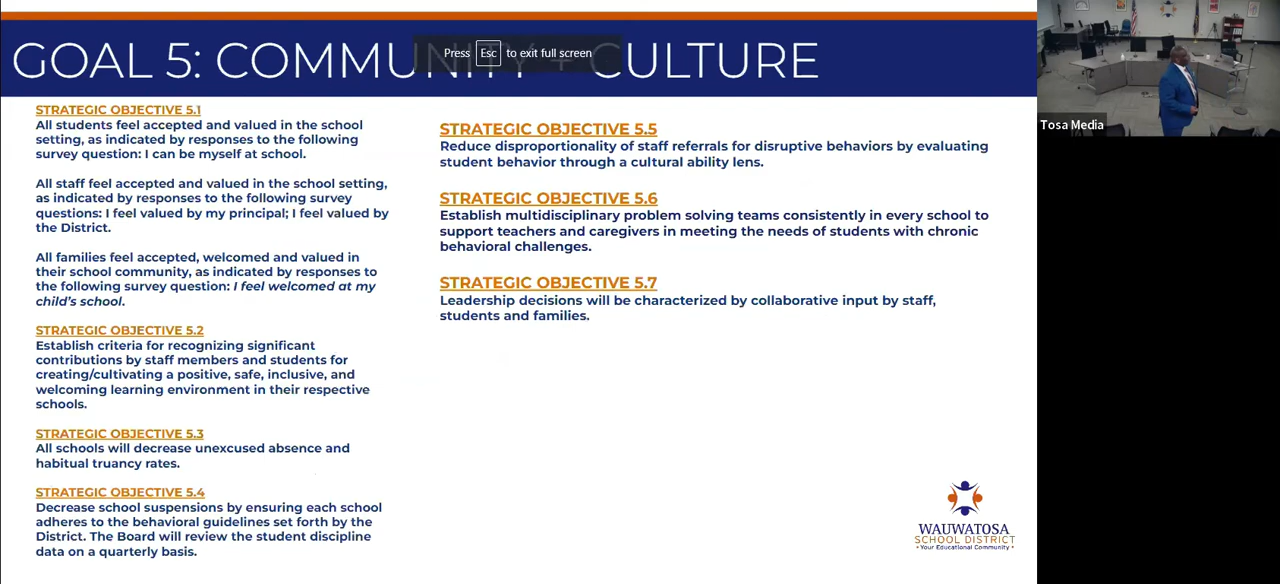 GOAL 5: COMMUNITY + CULTURE
Press Esc to exit full screen
STRATEGIC OBJECTIVE 5.1
All students feel accepted and valued in the school
setting, as indicated by responses to the following
survey question: I can be myself at school.
All staff feel accepted and valued in the school setting,
as indicated by responses to the following survey
questions: I feel valued by my principal; I feel valued by
the District.
All families feel accepted, welcomed and valued in
their school community, as indicated by responses to
the following survey question: I feel welcomed at my
child's school.
STRATEGIC OBJECTIVE 5.2
Establish criteria for recognizing significant
contributions by staff members and students for
creating/cultivating a positive, safe, inclusive, and
welcoming learning environment in their respective
schools.
STRATEGIC OBJECTIVE 5.3
All schools will decrease unexcused absence and
habitual truancy rates.
STRATEGIC OBJECTIVE 5.4
Decrease school suspensions by ensuring each school
adheres to the behavioral guidelines set forth by the
District. The Board will review the student discipline
data on a quarterly basis.
STRATEGIC OBJECTIVE 5.5
Reduce disproportionality of staff referrals for disruptive behaviors by evaluating
student behavior through a cultural ability lens.
STRATEGIC OBJECTIVE 5.6
Establish multidisciplinary problem solving teams consistently in every school to
support teachers and caregivers in meeting the needs of students with chronic
behavioral challenges.
STRATEGIC OBJECTIVE 5.7
Leadership decisions will be characterized by collaborative input by staff,
students and families.
WAUWATOSA
SCHOOL DISTRICT
• Your Educational Community •
Tosa Media